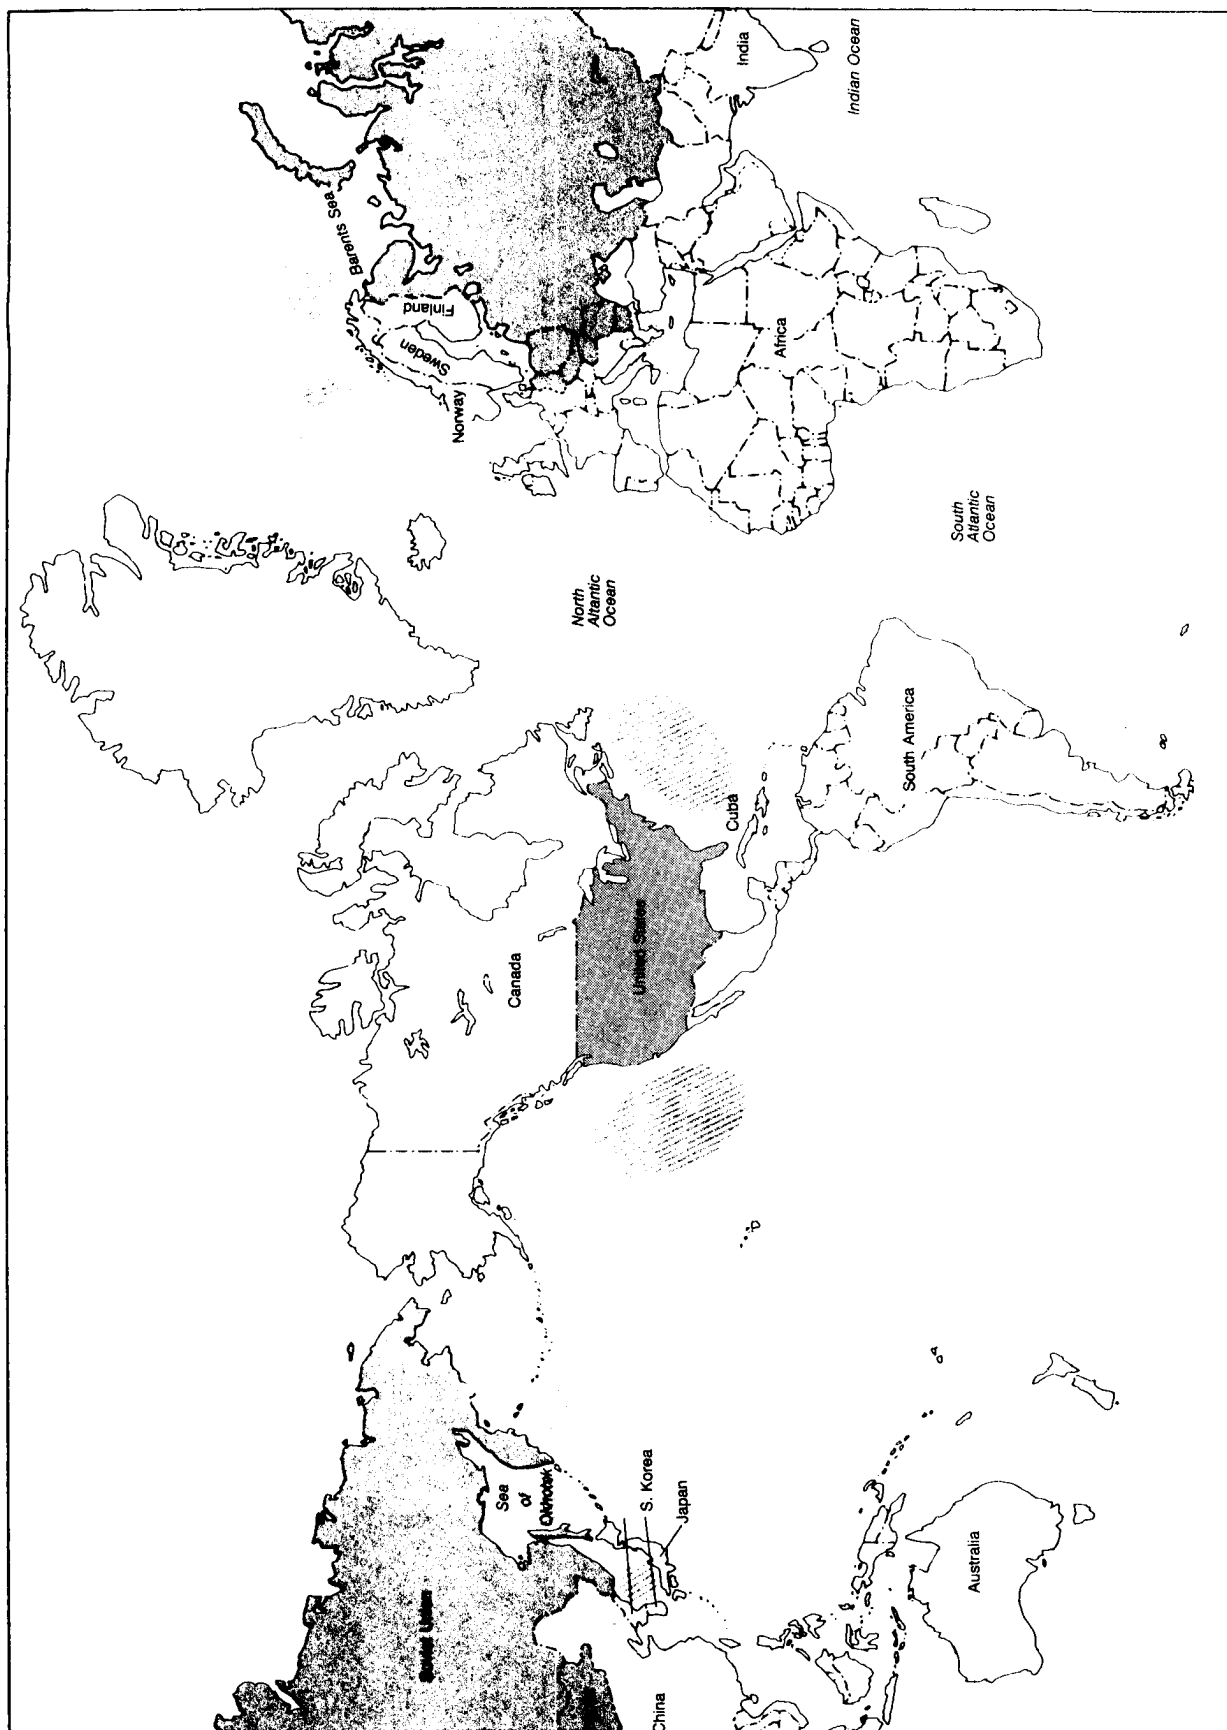 Barents Sea
Finland
Sweden
Norway
India
Indian Ocean
Africa
North
Altantic
Ocean
South
Atlantic
Ocean
Canada
United States
Cuba
South America
Soviet Union
Sea
of
Okhotsk
S. Korea
Japan
China
Australia